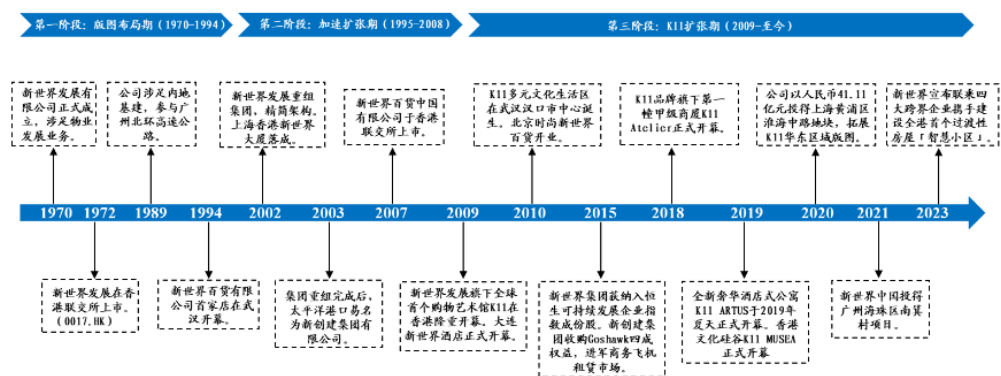 第一阶段：版图布局期（1970-1994）
第二阶段：加速扩张期（1995-2008）
第三阶段：K11扩张期（2009-至今）
新世界发展有
限公司正式成
立，涉足物业
发展业务。
公司涉足内地
基建，参与广
州北环高速公
路。
新世界发展重组
集团，精简架构。
上海香港新世界
大厦落成。
新世界百货中国
有限公司于香港
联交所上市。
K11多元文化生活区
在武汉汉口市中心诞
生。北京时尚新世界
百货开业。
K11品牌旗下第一
幢甲级商厦K11
Atelier正式开幕。
公司以人民币41.11
亿元投得上海黄浦区
淮海中路地块，拓展
K11华东区域版图。
新世界宣布联乘四
大跨界企业携手建
设全港首个过渡性
房屋「智慧小区」。
1970 1972 1989 1994 2002 2003 2007 2009 2010 2015 2018 2019 2020 2021 2023
新世界发展在香
港联交所上市。
（0017.HK）
新世界百货有限
公司首家店在武
汉开幕。
集团重组完成后，
太平洋港口易名
为新创建集团有
限公司。
新世界发展旗下全球
首个购物艺术馆K11在
香港隆重开幕。大连
新世界酒店正式开幕。
新世界集团获纳入恒
生可持续发展企业指
数成份股。新创建集
团收购Goshawk四成
权益，进军商务飞机
租赁市场。
全新奢华酒店式公寓
K11 ARTUS于2019年
夏天正式开幕。香港
文化硅谷K11 MUSEA
正式开幕
新世界中国投得
广州海珠区南箕
村项目。